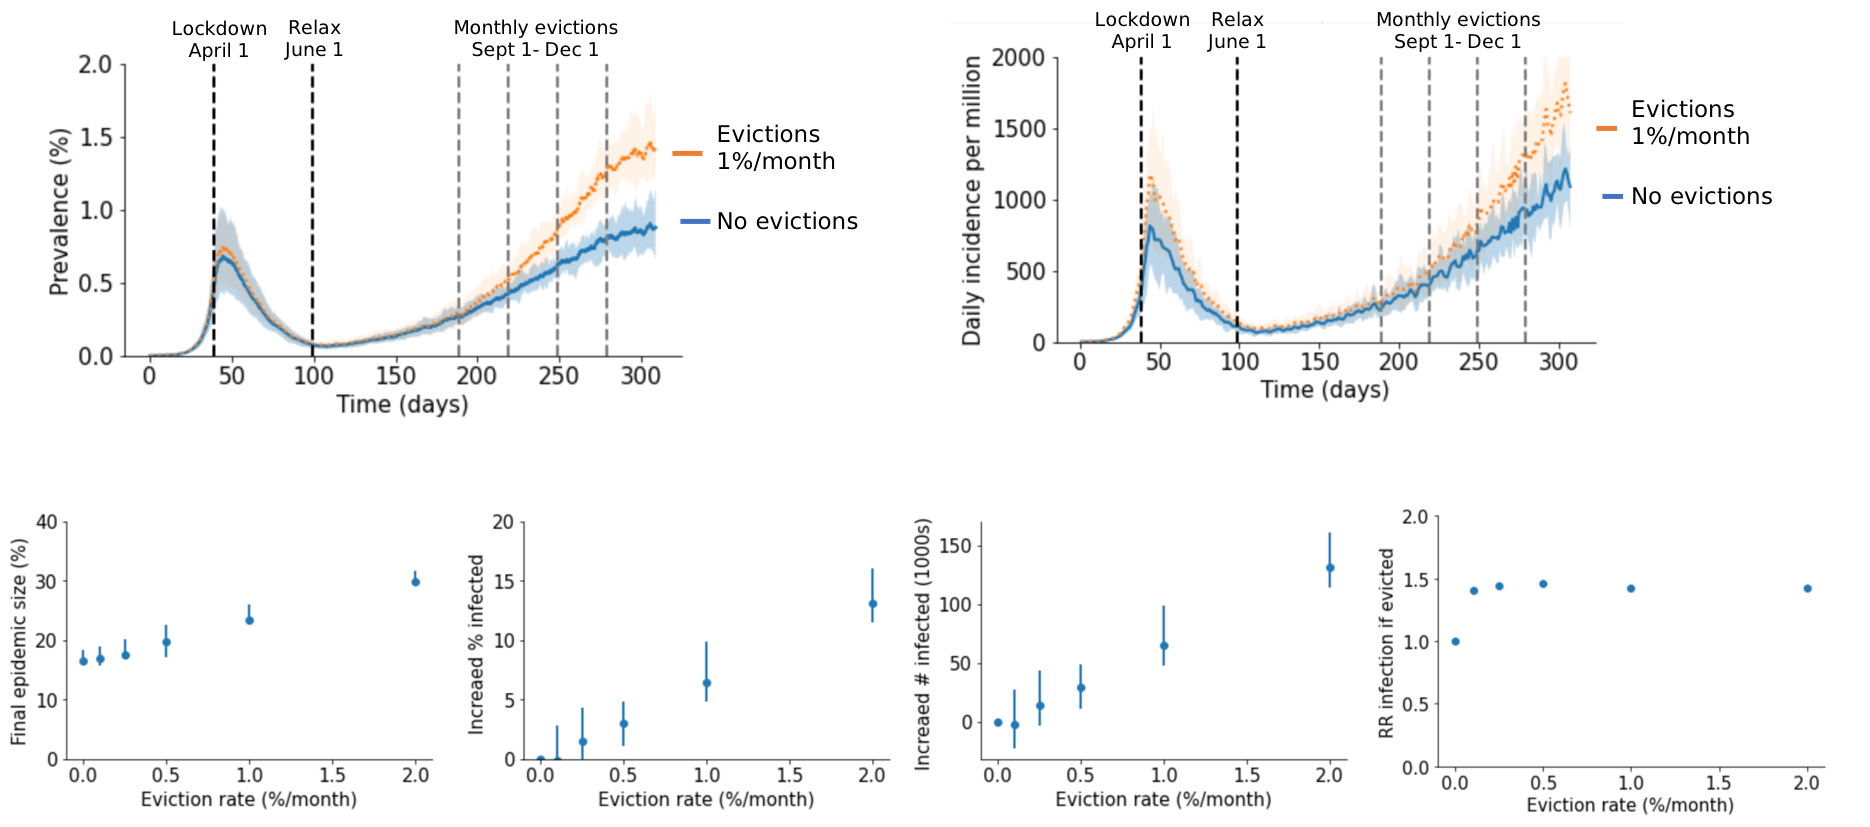 Lockdown
April 1
Relax
June 1
Monthly evictions
Sept 1- Dec 1
2.0
1.5
1.0
0.5
0.0
Prevalence (%)
0 50 100 150 200 250 300
Time (days)
Evictions
1%/month
No evictions
Lockdown
April 1
Relax
June 1
Monthly evictions
Sept 1- Dec 1
2000
1500
1000
500
0
Daily incidence per million
0 50 100 150 200 250 300
Time (days)
Evictions
1%/month
No evictions
40
30
20
10
0
Final epidemic size (%)
0.0 0.5 1.0 1.5 2.0
Eviction rate (%/month)
20
15
10
5
0
Increaed % infected
0.0 0.5 1.0 1.5 2.0
Eviction rate (%/month)
150
100
50
0
Increaed # infected (1000s)
0.0 0.5 1.0 1.5 2.0
Eviction rate (%/month)
2.0
1.5
1.0
0.5
0.0
RR infection if evicted
0.0 0.5 1.0 1.5 2.0
Eviction rate (%/month)